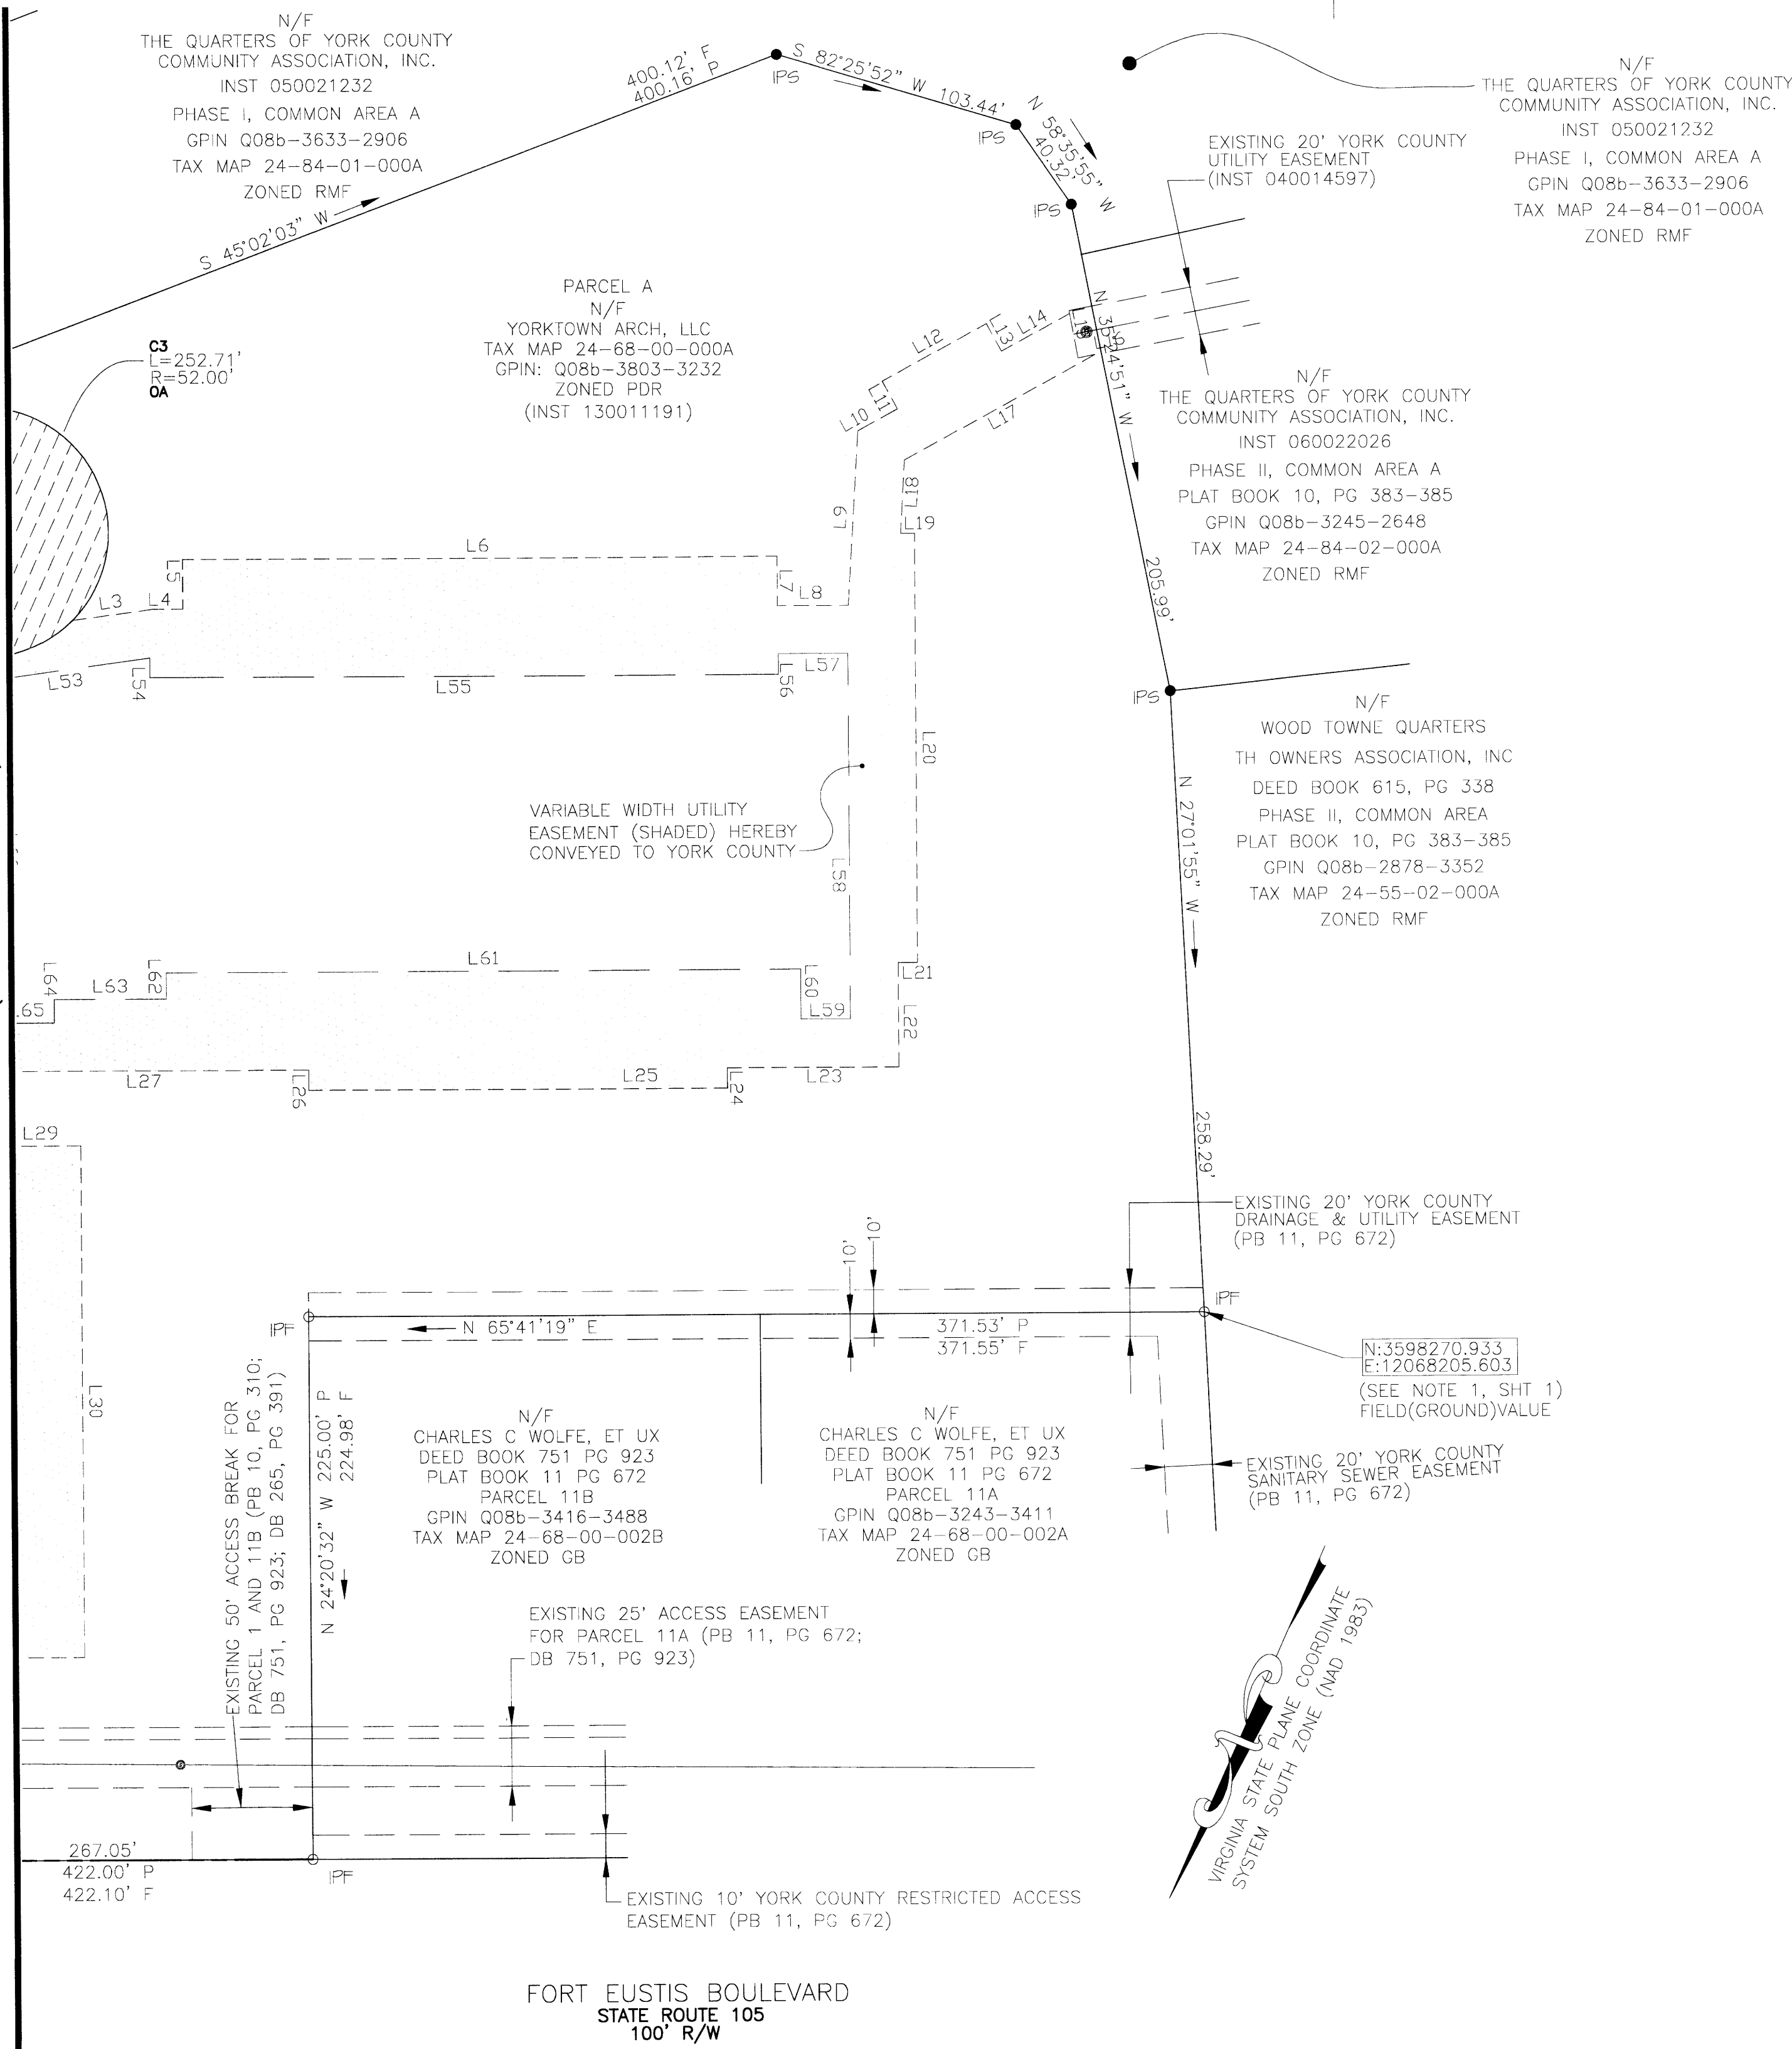 N/F
THE QUARTERS OF YORK COUNTY
COMMUNITY ASSOCIATION, INC.
INST 050021232
PHASE I, COMMON AREA A
GPIN Q08b-3633-2906
TAX MAP 24-84-01-000A
ZONED RMF
S 45°02'03" W
400.12' F
400.16' P
IPS
S 82°25'52" W 103.44'
IPS
N 58°35'55" W
40.32'
IPS
EXISTING 20' YORK COUNTY
UTILITY EASEMENT
(INST 040014597)
N/F
THE QUARTERS OF YORK COUNTY
COMMUNITY ASSOCIATION, INC.
INST 050021232
PHASE I, COMMON AREA A
GPIN Q08b-3633-2906
TAX MAP 24-84-01-000A
ZONED RMF
PARCEL A
N/F
YORKTOWN ARCH, LLC
TAX MAP 24-68-00-000A
GPIN: Q08b-3803-3232
ZONED PDR
(INST 130011191)
C3
L=252.71'
R=52.00'
OA
L12
L13
L14
L10
L11
L17
N 35°24'51" W
205.99'
N/F
THE QUARTERS OF YORK COUNTY
COMMUNITY ASSOCIATION, INC.
INST 060022026
PHASE II, COMMON AREA A
PLAT BOOK 10, PG 383-385
GPIN Q08b-3245-2648
TAX MAP 24-84-02-000A
ZONED RMF
L9
L18
L19
L6
L5
L3
L4
L7
L8
L53
L54
L55
L56
L57
IPS
L20
N/F
WOOD TOWNE QUARTERS
TH OWNERS ASSOCIATION, INC
DEED BOOK 615, PG 338
PHASE II, COMMON AREA
PLAT BOOK 10, PG 383-385
GPIN Q08b-2878-3352
TAX MAP 24-55-02-000A
ZONED RMF
N 27°01'55" W
258.29'
VARIABLE WIDTH UTILITY
EASEMENT (SHADED) HEREBY
CONVEYED TO YORK COUNTY
L58
L61
L64
L63
L62
L60
L59
L21
L22
.65
L27
L26
L25
L24
L23
L29
L30
EXISTING 20' YORK COUNTY
DRAINAGE & UTILITY EASEMENT
(PB 11, PG 672)
10'
10'
IPF
N 65°41'19" E
371.53' P
371.55' F
IPF
N:3598270.933
E:12068205.603
(SEE NOTE 1, SHT 1)
FIELD(GROUND)VALUE
EXISTING 20' YORK COUNTY
SANITARY SEWER EASEMENT
(PB 11, PG 672)
EXISTING 50' ACCESS BREAK FOR
PARCEL 1 AND 11B (PB 10, PG 310;
DB 751, PG 923; DB 265, PG 391)
N 24°20'32" W 225.00' P
224.98' F
N/F
CHARLES C WOLFE, ET UX
DEED BOOK 751 PG 923
PLAT BOOK 11 PG 672
PARCEL 11B
GPIN Q08b-3416-3488
TAX MAP 24-68-00-002B
ZONED GB
N/F
CHARLES C WOLFE, ET UX
DEED BOOK 751 PG 923
PLAT BOOK 11 PG 672
PARCEL 11A
GPIN Q08b-3243-3411
TAX MAP 24-68-00-002A
ZONED GB
EXISTING 25' ACCESS EASEMENT
FOR PARCEL 11A (PB 11, PG 672;
DB 751, PG 923)
VIRGINIA STATE PLANE COORDINATE
SYSTEM SOUTH ZONE (NAD 1983)
267.05'
422.00' P
422.10' F
IPF
EXISTING 10' YORK COUNTY RESTRICTED ACCESS
EASEMENT (PB 11, PG 672)
FORT EUSTIS BOULEVARD
STATE ROUTE 105
100' R/W